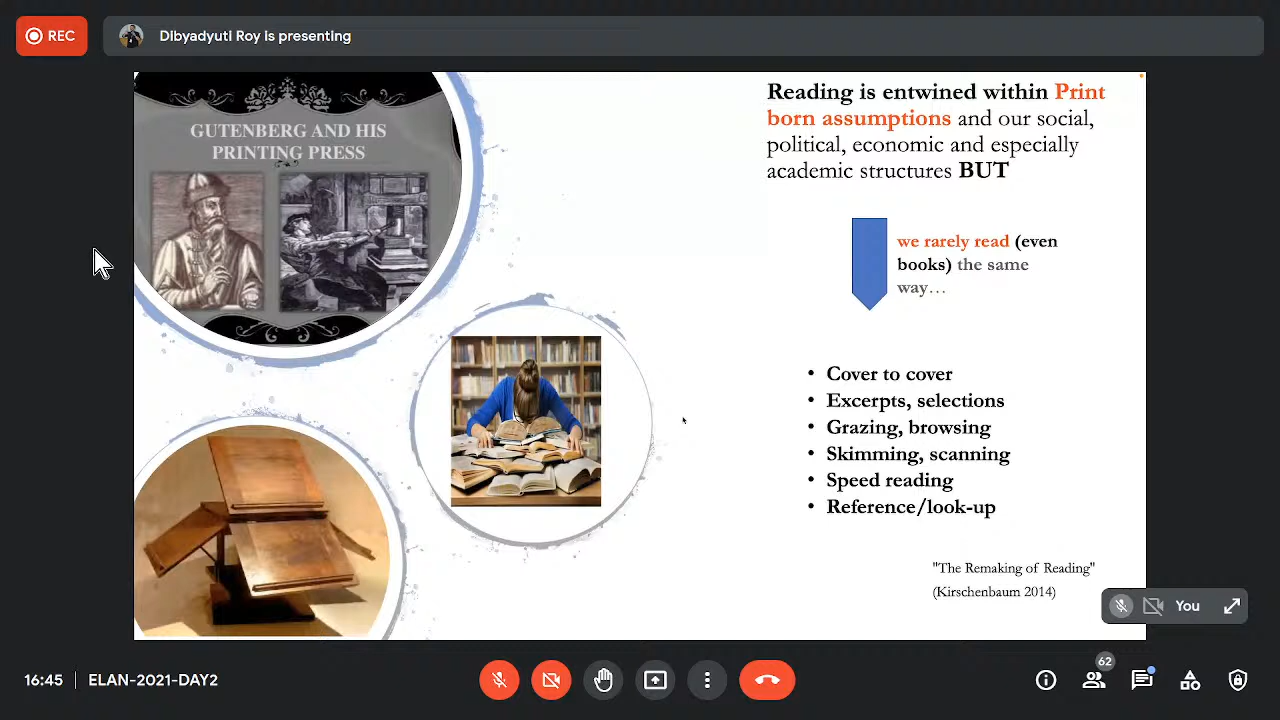 REC
Dibyadyuti Roy is presenting
GUTENBERG AND HIS
PRINTING PRESS
Reading is entwined within Print
born assumptions and our social,
political, economic and especially
academic structures BUT
we rarely read (even
books) the same
way…
• Cover to cover
• Excerpts, selections
• Grazing, browsing
• Skimming, scanning
• Speed reading
• Reference/look-up
"The Remaking of Reading"
(Kirschenbaum 2014)
You
16:45 | ELAN-2021-DAY2
62